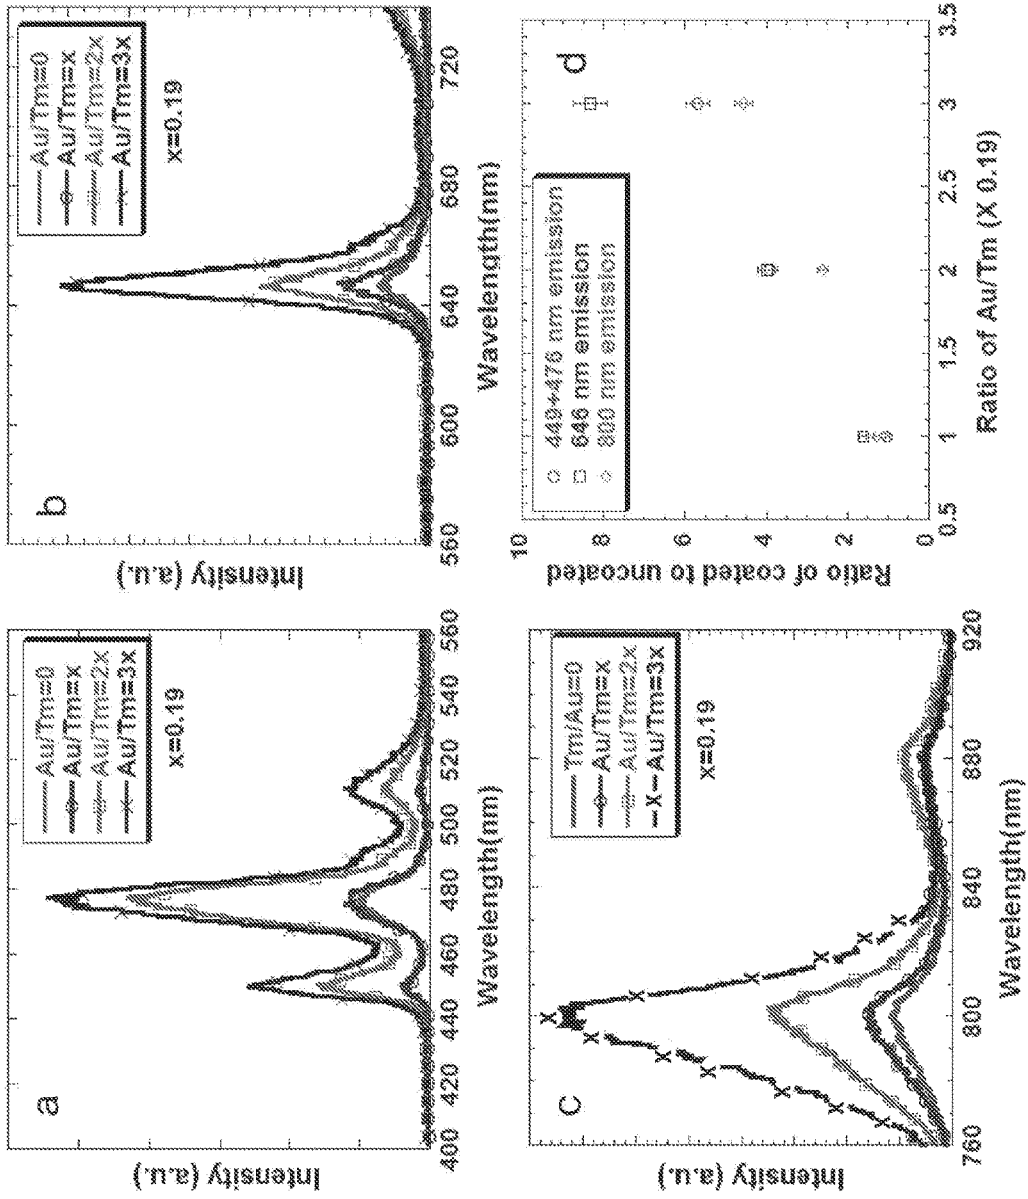 a
Au/Tm=0
Au/Tm=x
Au/Tm=2x
Au/Tm=3x
x=0.19
Intensity (a.u.)
400 420 440 460 480 500 520 540 560
Wavelength(nm)
b
Au/Tm=0
Au/Tm=x
Au/Tm=2x
Au/Tm=3x
x=0.19
Intensity (a.u.)
560 600 640 680 720
Wavelength(nm)
c
Tm/Au=0
Au/Tm=x
Au/Tm=2x
Au/Tm=3x
x=0.19
Intensity (a.u.)
760 800 840 880 920
Wavelength(nm)
d
449+476 nm emission
646 nm emission
800 nm emission
Ratio of coated to uncoated
10
8
6
4
2
0
0.5 1 1.5 2 2.5 3 3.5
Ratio of Au/Tm (X 0.19)